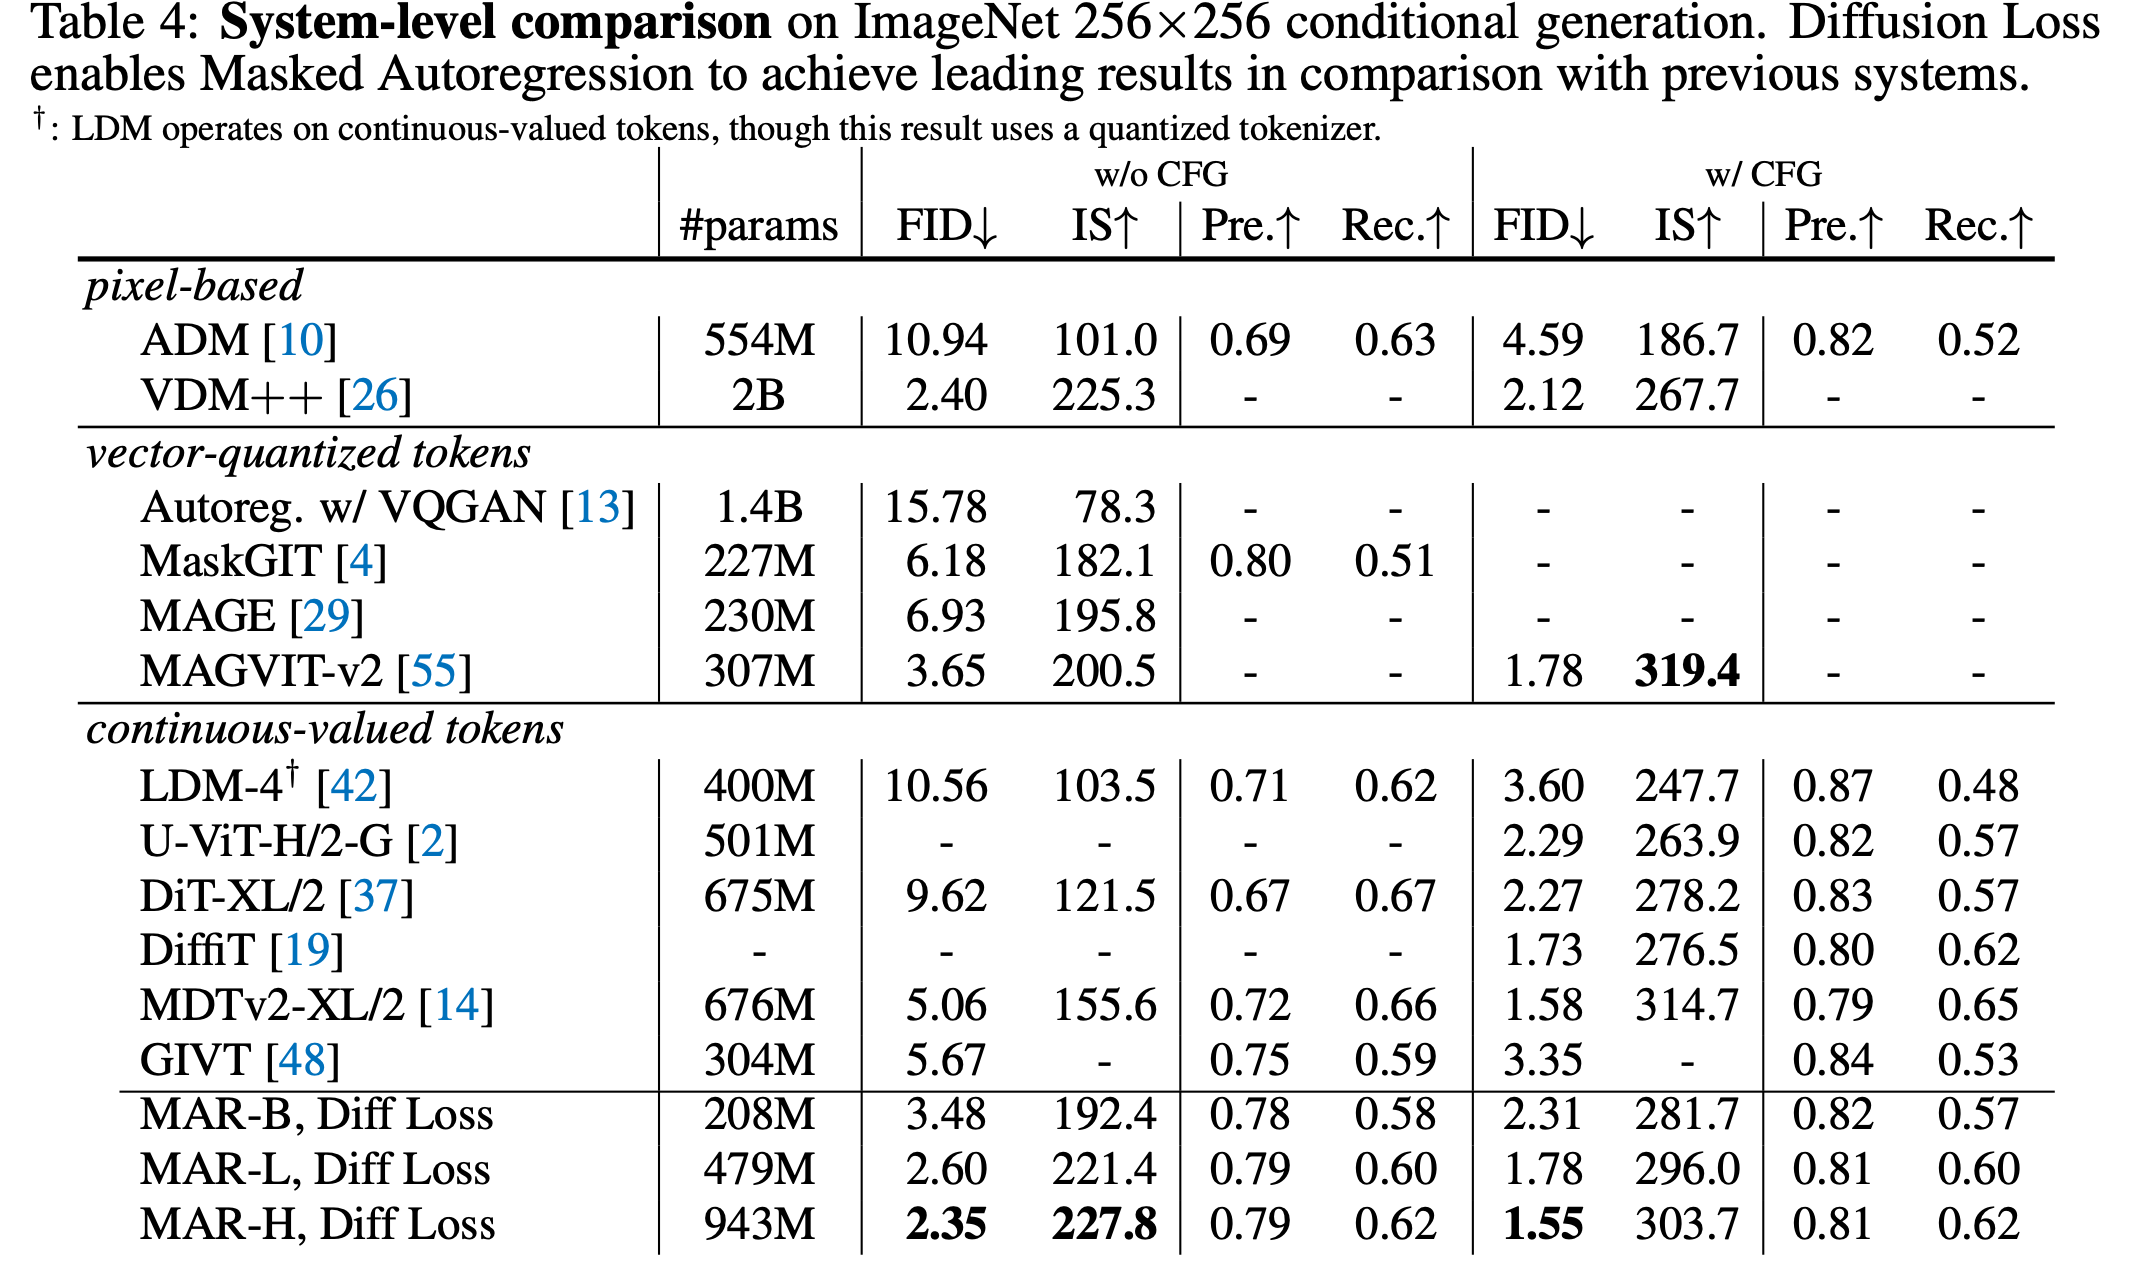 Table 4: System-level comparison on ImageNet 256×256 conditional generation. Diffusion Loss
enables Masked Autoregression to achieve leading results in comparison with previous systems.
†: LDM operates on continuous-valued tokens, though this result uses a quantized tokenizer.
w/o CFG w/ CFG
#params FID↓ IS↑ Pre.↑ Rec.↑ FID↓ IS↑ Pre.↑ Rec.↑
pixel-based
ADM [10] 554M 10.94 101.0 0.69 0.63 4.59 186.7 0.82 0.52
VDM++ [26] 2B 2.40 225.3 - - 2.12 267.7 - -
vector-quantized tokens
Autoreg. w/ VQGAN [13] 1.4B 15.78 78.3 - - - - - -
MaskGIT [4] 227M 6.18 182.1 0.80 0.51 - - - -
MAGE [29] 230M 6.93 195.8 - - - - - -
MAGVIT-v2 [55] 307M 3.65 200.5 - - 1.78 319.4 - -
continuous-valued tokens
LDM-4† [42] 400M 10.56 103.5 0.71 0.62 3.60 247.7 0.87 0.48
U-ViT-H/2-G [2] 501M - - - - 2.29 263.9 0.82 0.57
DiT-XL/2 [37] 675M 9.62 121.5 0.67 0.67 2.27 278.2 0.83 0.57
DiffiT [19] - - - - - 1.73 276.5 0.80 0.62
MDTv2-XL/2 [14] 676M 5.06 155.6 0.72 0.66 1.58 314.7 0.79 0.65
GIVT [48] 304M 5.67 - 0.75 0.59 3.35 - 0.84 0.53
MAR-B, Diff Loss 208M 3.48 192.4 0.78 0.58 2.31 281.7 0.82 0.57
MAR-L, Diff Loss 479M 2.60 221.4 0.79 0.60 1.78 296.0 0.81 0.60
MAR-H, Diff Loss 943M 2.35 227.8 0.79 0.62 1.55 303.7 0.81 0.62